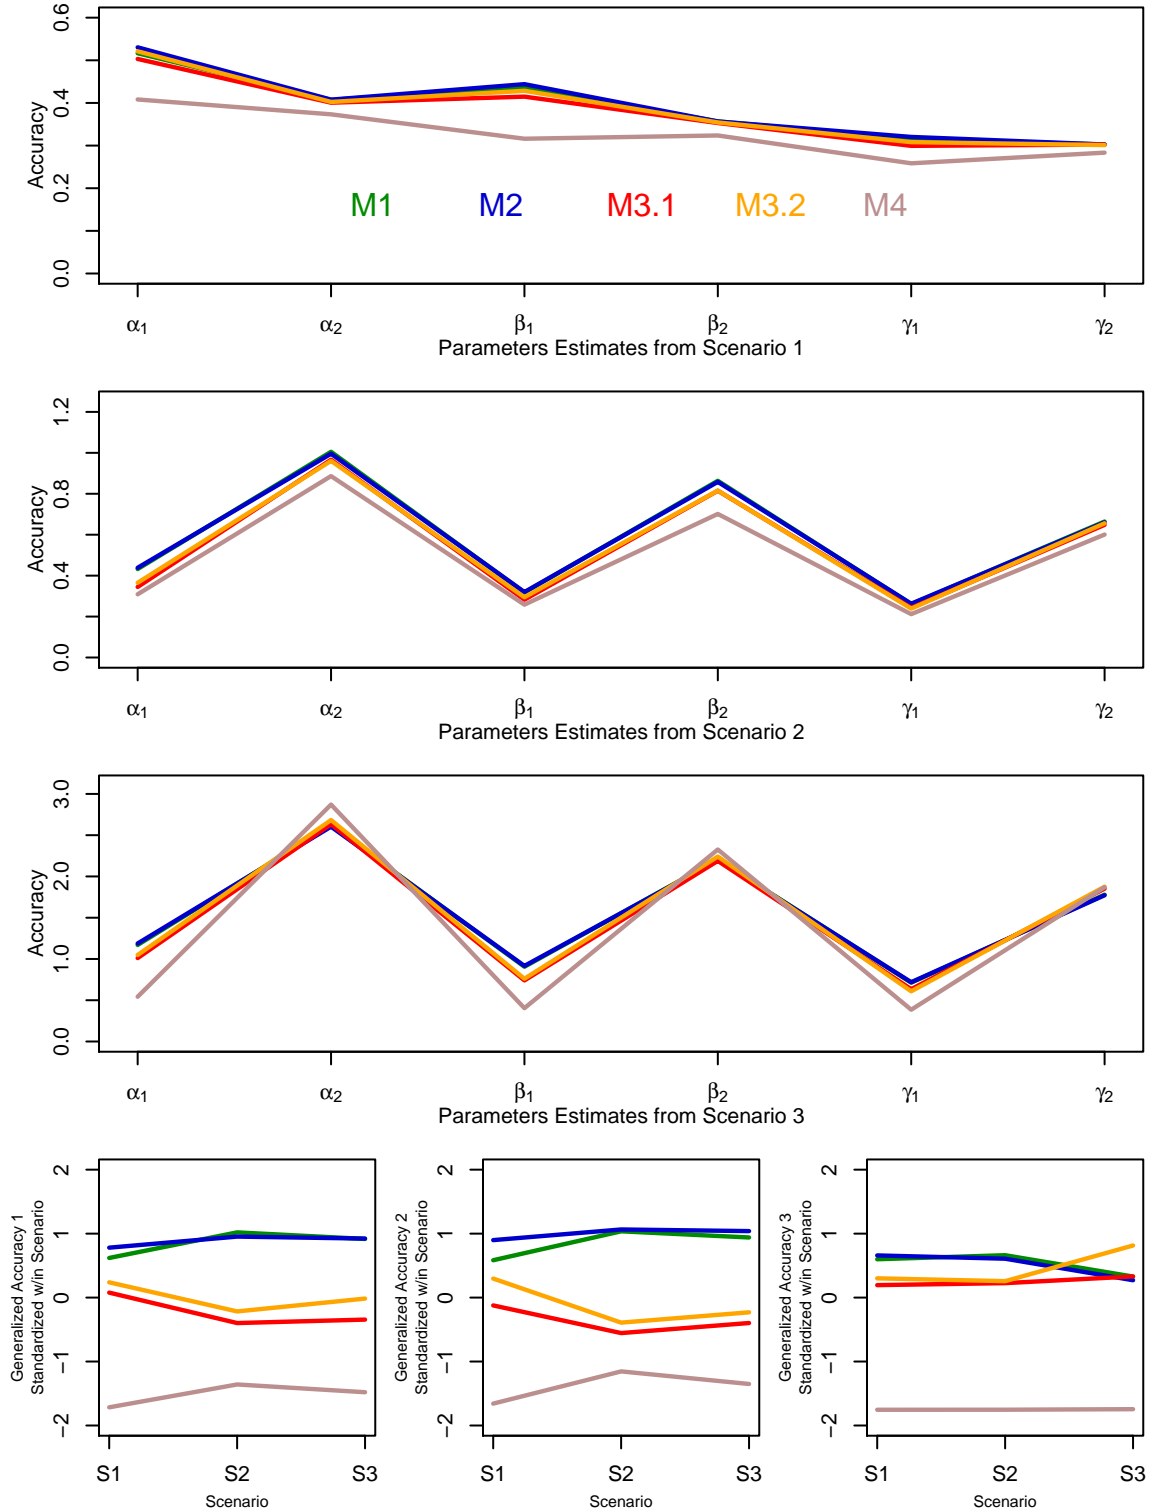 0.0 0.2 0.4 0.6
Accuracy
M1 M2 M3.1 M3.2 M4
α1 α2 β1 β2 γ1 γ2
Parameters Estimates from Scenario 1
0.0 0.4 0.8 1.2
Accuracy
α1 α2 β1 β2 γ1 γ2
Parameters Estimates from Scenario 2
0.0 1.0 2.0 3.0
Accuracy
α1 α2 β1 β2 γ1 γ2
Parameters Estimates from Scenario 3
−2 −1 0 1 2
Generalized Accuracy 1
Standardized w/in Scenario
S1 S2 S3
Scenario
−2 −1 0 1 2
Generalized Accuracy 2
Standardized w/in Scenario
S1 S2 S3
Scenario
−2 −1 0 1 2
Generalized Accuracy 3
Standardized w/in Scenario
S1 S2 S3
Scenario